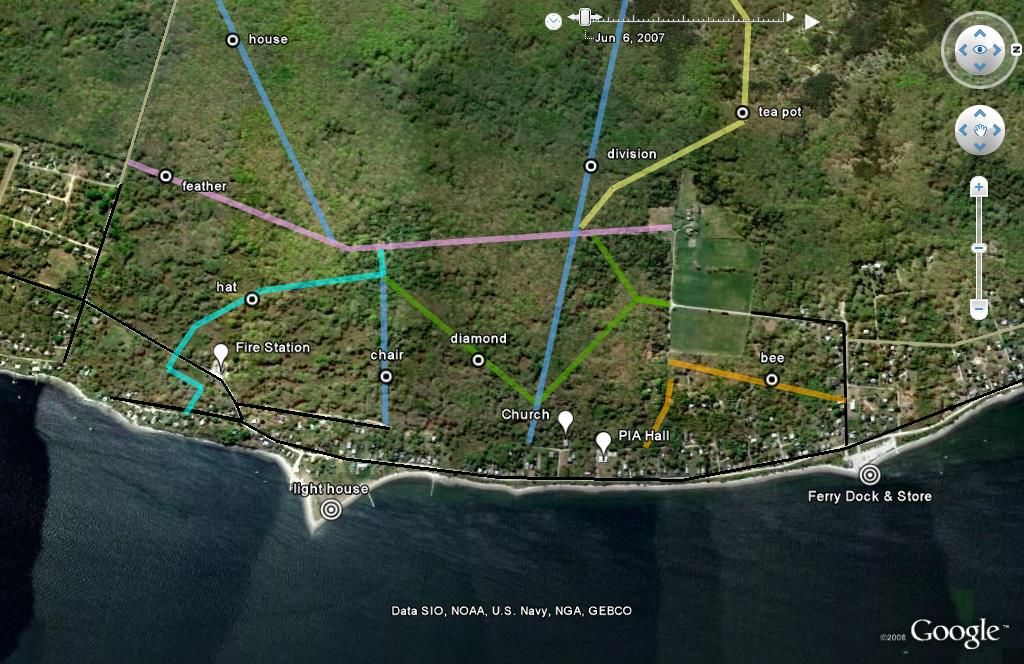 house
Jun 6, 2007
N
tea pot
division
feather
hat
Fire Station
diamond
chair
bee
Church
PIA Hall
light house
Ferry Dock & Store
Data SIO, NOAA, U.S. Navy, NGA, GEBCO
©2008 Google™